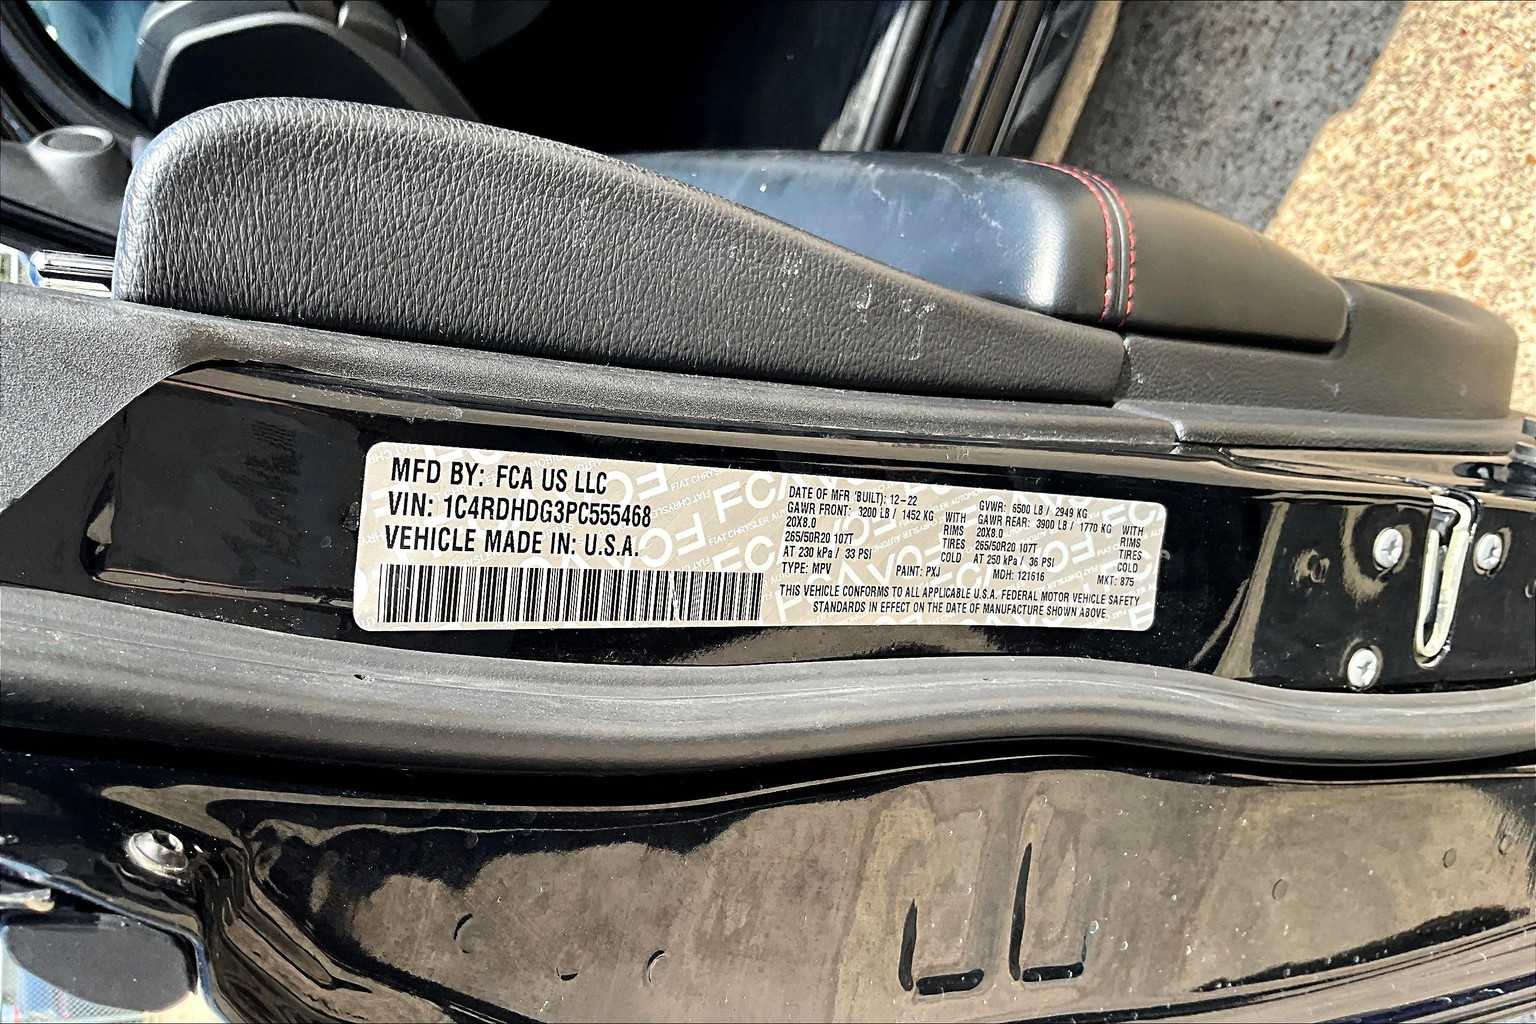 MFD BY: FCA US LLC
VIN: 1C4RDHDG3PC555468
VEHICLE MADE IN: U.S.A.
DATE OF MFR (BUILT): 12-22
GAWR FRONT: 3200 LB / 1452 KG WITH
20X8.0 RIMS
265/50R20 107T TIRES
AT 230 kPa / 33 PSI COLD
TYPE: MPV
GVWR: 6500 LB / 2949 KG
GAWR REAR: 3900 LB / 1770 KG WITH
20X8.0 RIMS
265/50R20 107T TIRES
AT 250 kPa / 36 PSI COLD
PAINT: PXJ MDH: 121616 MKT: 875
THIS VEHICLE CONFORMS TO ALL APPLICABLE U.S.A. FEDERAL MOTOR VEHICLE SAFETY
STANDARDS IN EFFECT ON THE DATE OF MANUFACTURE SHOWN ABOVE.